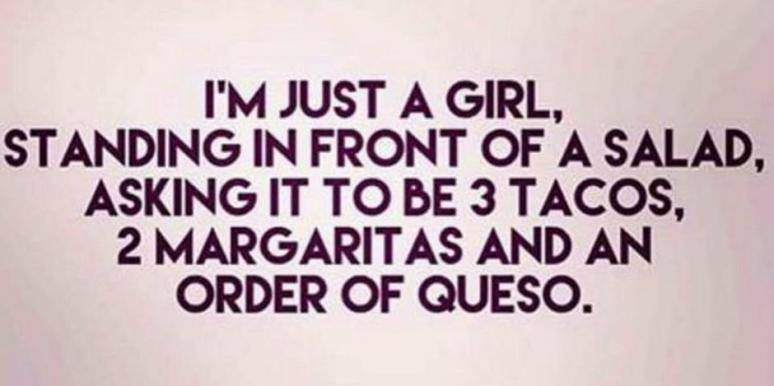 I'M JUST A GIRL,
STANDING IN FRONT OF A SALAD,
ASKING IT TO BE 3 TACOS,
2 MARGARITAS AND AN
ORDER OF QUESO.